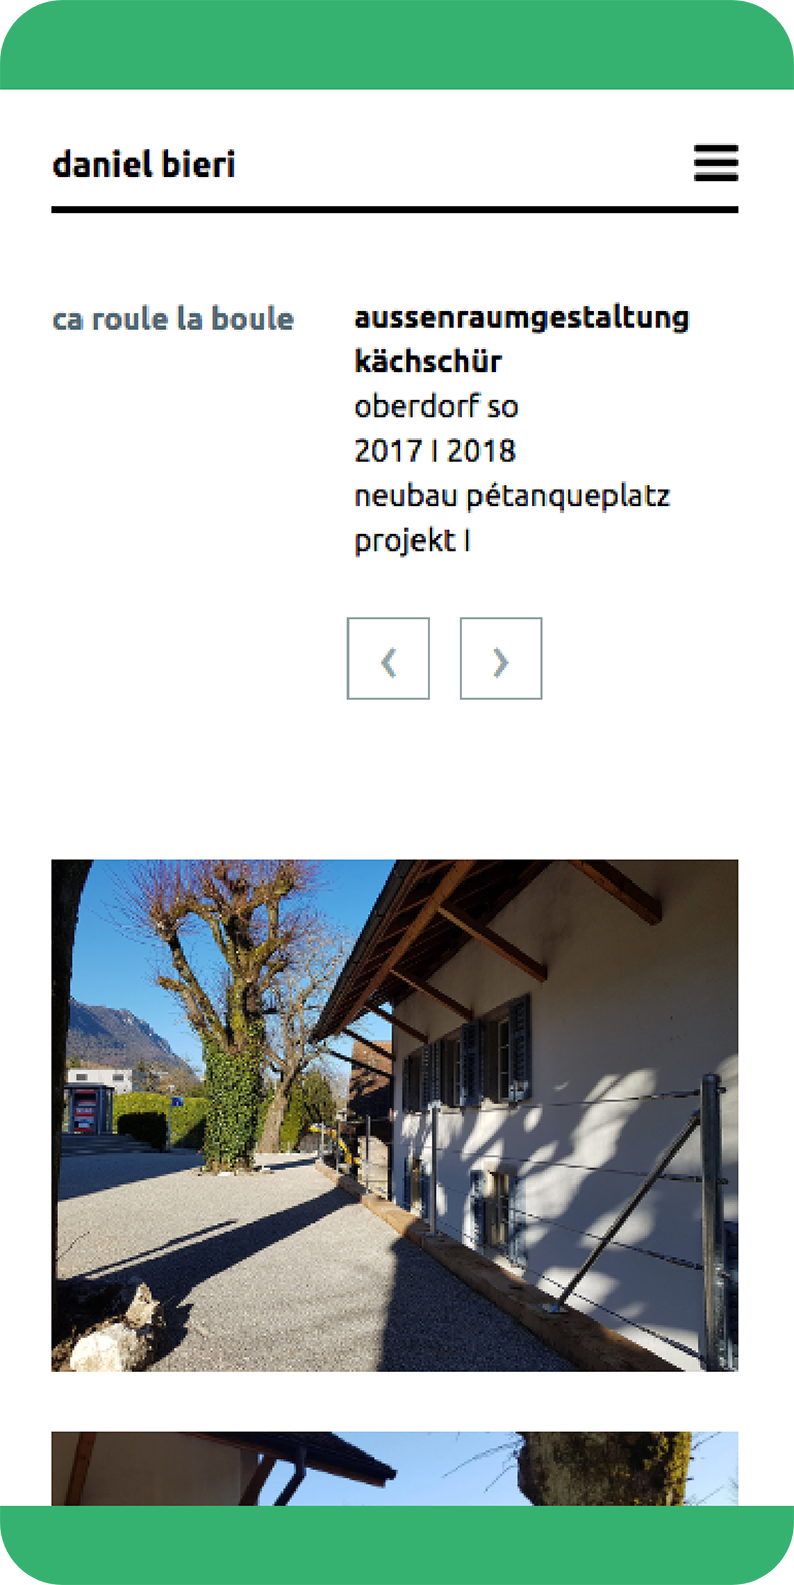 daniel bieri
ca roule la boule
aussenraumgestaltung
kächschür
oberdorf so
2017 I 2018
neubau pétanqueplatz
projekt I